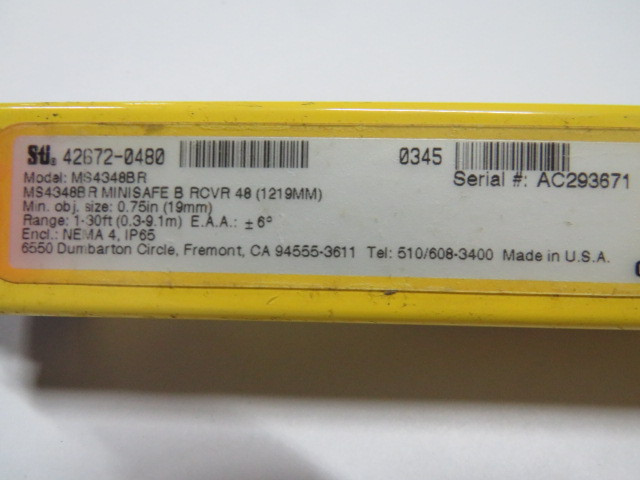 Sti® 42672-0480 0345
Serial #: AC293671
Model: MS4348BR
MS4348BR MINISAFE B RCVR 48 (1219MM)
Min. obj. size: 0.75in (19mm)
Range: 1-30ft (0.3-9.1m) E.A.A.: ±6°
Encl.: NEMA 4, IP65
6550 Dumbarton Circle, Fremont, CA 94555-3611 Tel: 510/608-3400 Made in U.S.A.